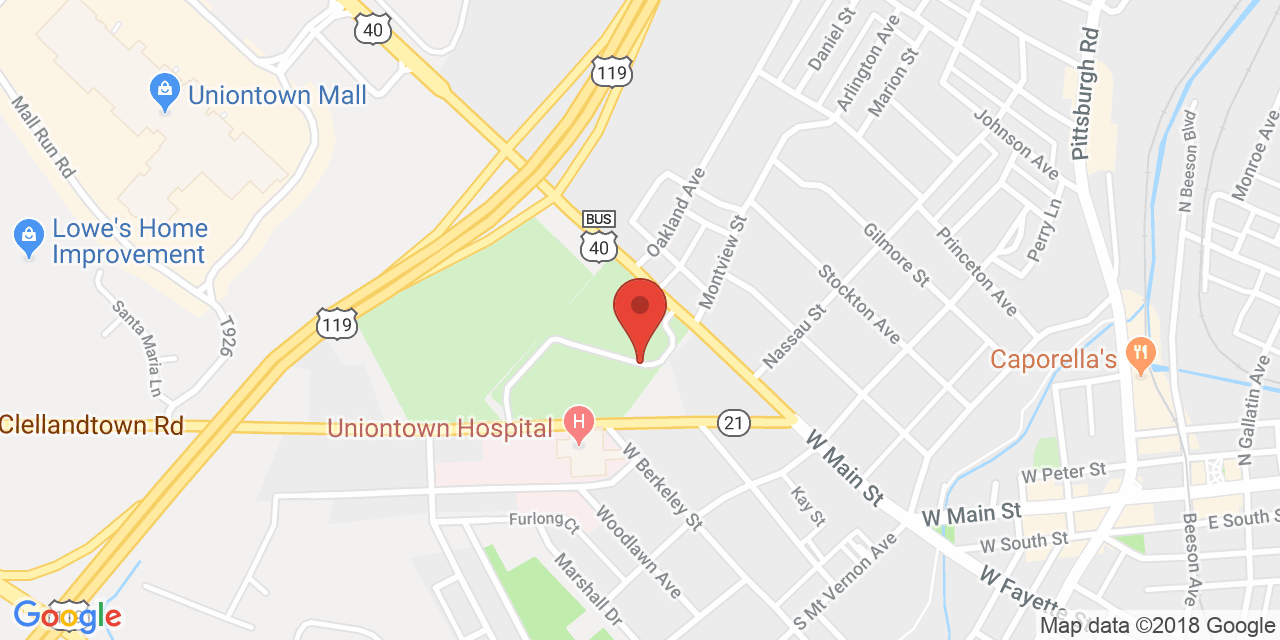 40
119
Uniontown Mall
Mall Run Rd
Daniel St
Arlington Ave
Marion St
Pittsburgh Rd
Johnson Ave
N Beeson Blvd
Monroe Ave
Lowe's Home
Improvement
BUS
40
Oakland Ave
Montview St
Perry Ln
Gilmore St
Princeton Ave
Stockton Ave
Santa Maria Ln
T926
119
Nassau St
Caporella's
N Gallatin Ave
Clellandtown Rd
Uniontown Hospital
H
21
W Main St
W Berkeley St
Kay St
W Peter St
W Main St
Furlong Ct
Woodlawn Ave
Marshall Dr
S Mt Vernon Ave
W South St
E South St
Beeson Ave
W Fayette S
119
Google
Map data ©2018 Google